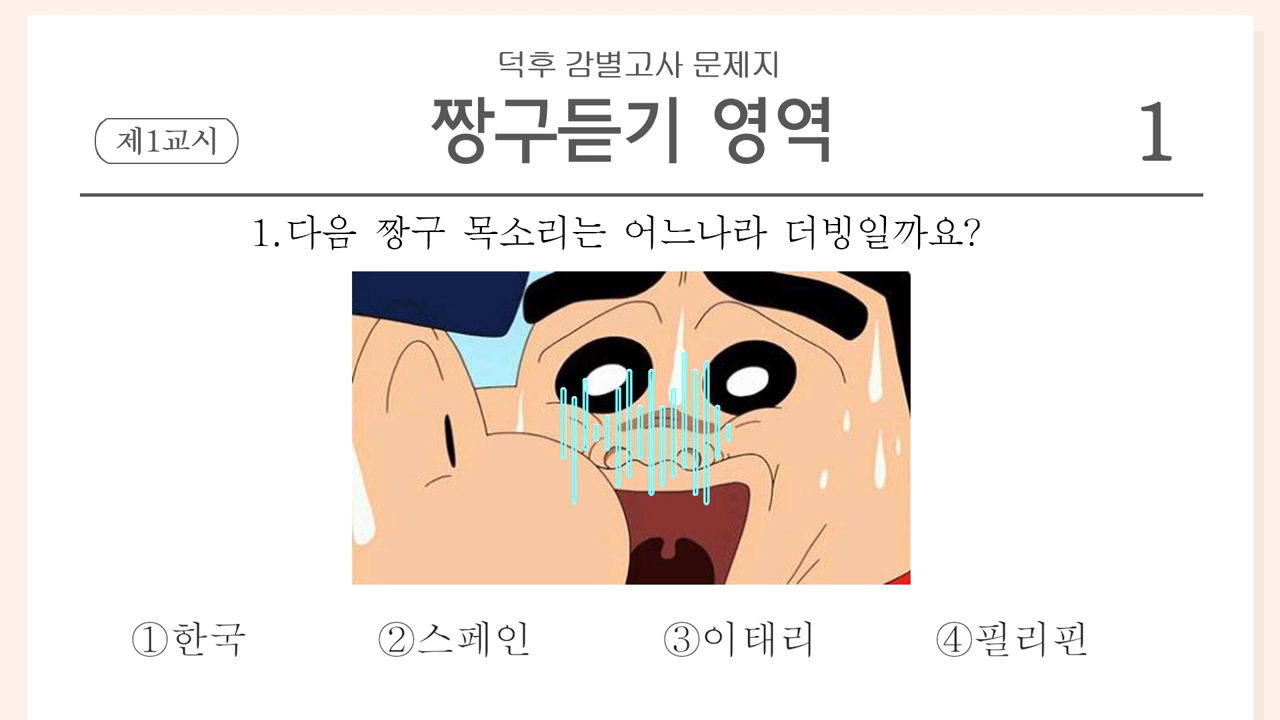 덕후 감별고사 문제지
짱구듣기 영역
제1교시
1
1.다음 짱구 목소리는 어느나라 더빙일까요?
①한국 ②스페인 ③이태리 ④필리핀